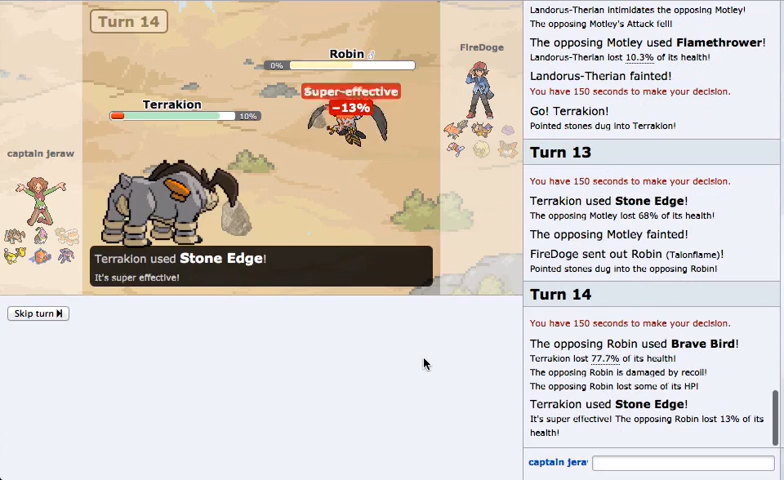 Turn 14
Robin
0%
Super-effective
−13%
Terrakion
10%
FireDoge
captain jeraw
Terrakion used Stone Edge!
It's super effective!
Skip turn
Landorus-Therian intimidates the opposing Motley!
The opposing Motley's Attack fell!
The opposing Motley used Flamethrower!
Landorus-Therian lost 10.3% of its health!
Landorus-Therian fainted!
You have 150 seconds to make your decision.
Go! Terrakion!
Pointed stones dug into Terrakion!
Turn 13
You have 150 seconds to make your decision.
Terrakion used Stone Edge!
The opposing Motley lost 68% of its health!
The opposing Motley fainted!
FireDoge sent out Robin (Talonflame)!
Pointed stones dug into the opposing Robin!
Turn 14
You have 150 seconds to make your decision.
The opposing Robin used Brave Bird!
Terrakion lost 77.7% of its health!
The opposing Robin is damaged by recoil!
The opposing Robin lost some of its HP!
Terrakion used Stone Edge!
It's super effective! The opposing Robin lost 13% of its
health!
captain jera